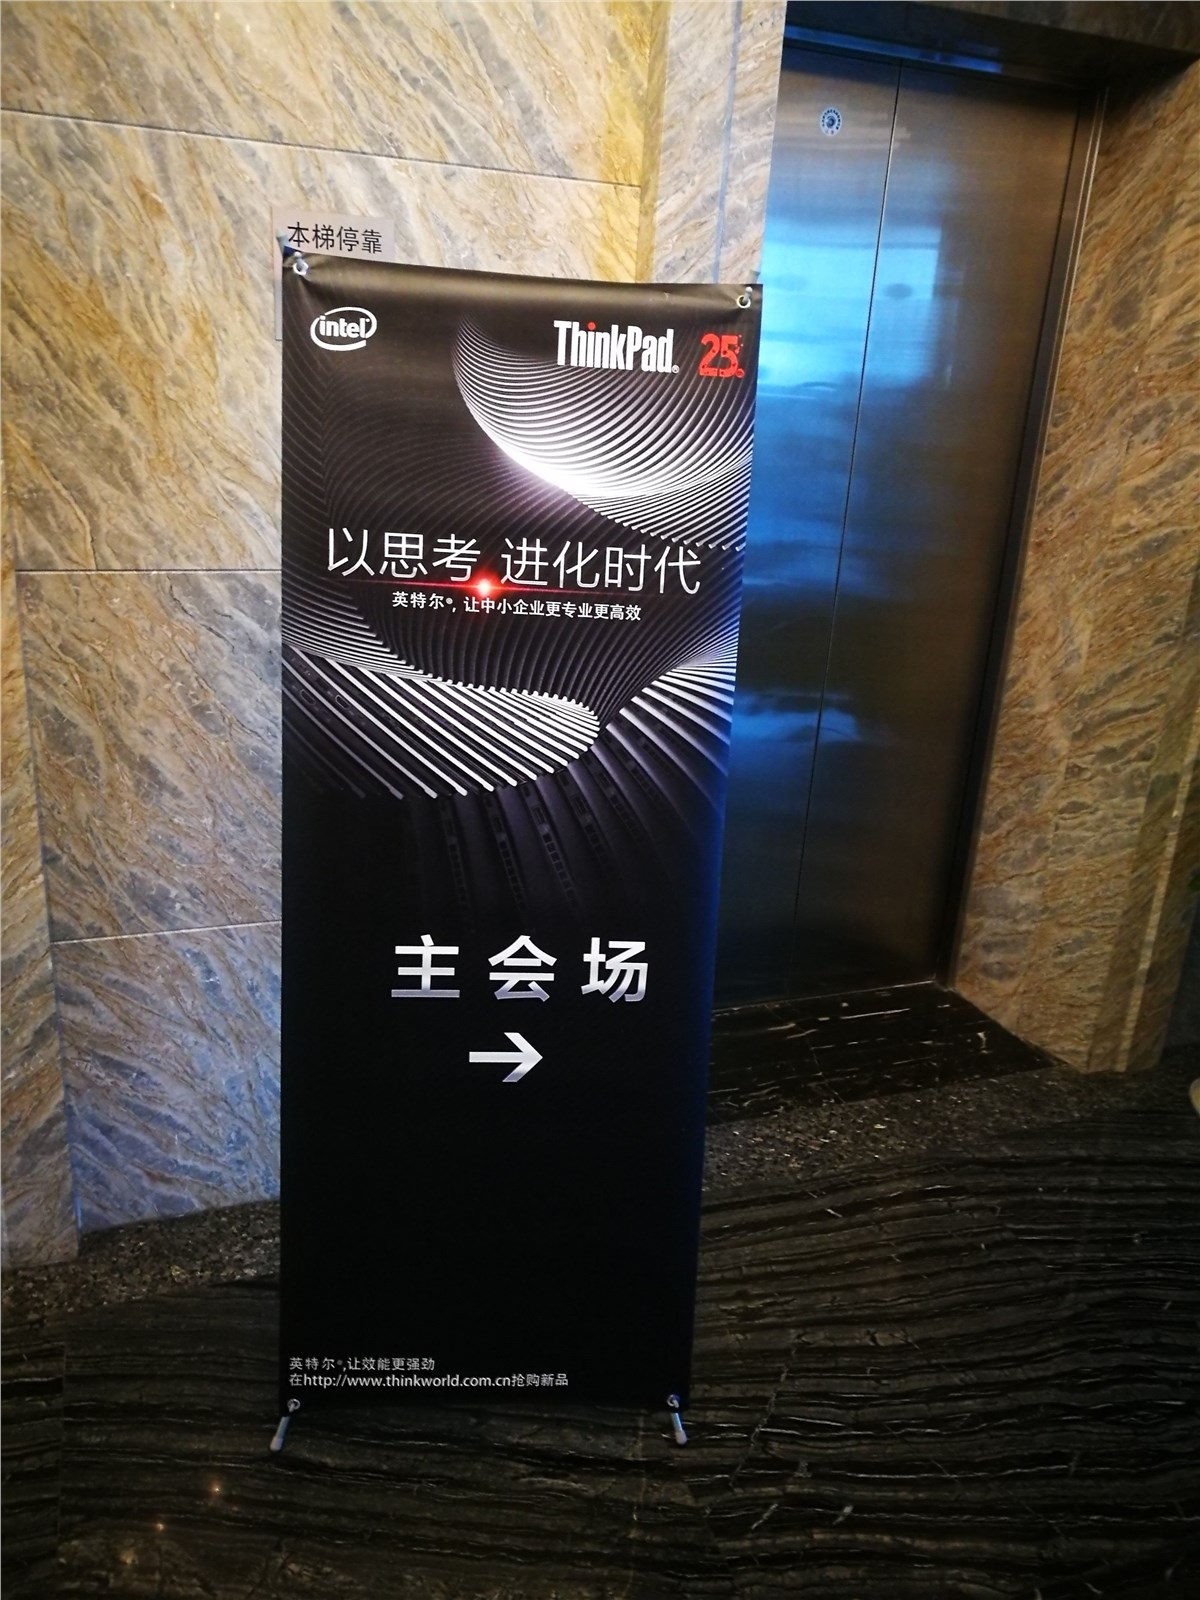 本梯停靠
intel
ThinkPad® 25
以思考 进化时代
英特尔®, 让中小企业更专业更高效
主会场
→
英特尔®,让效能更强劲
在http://www.thinkworld.com.cn抢购新品